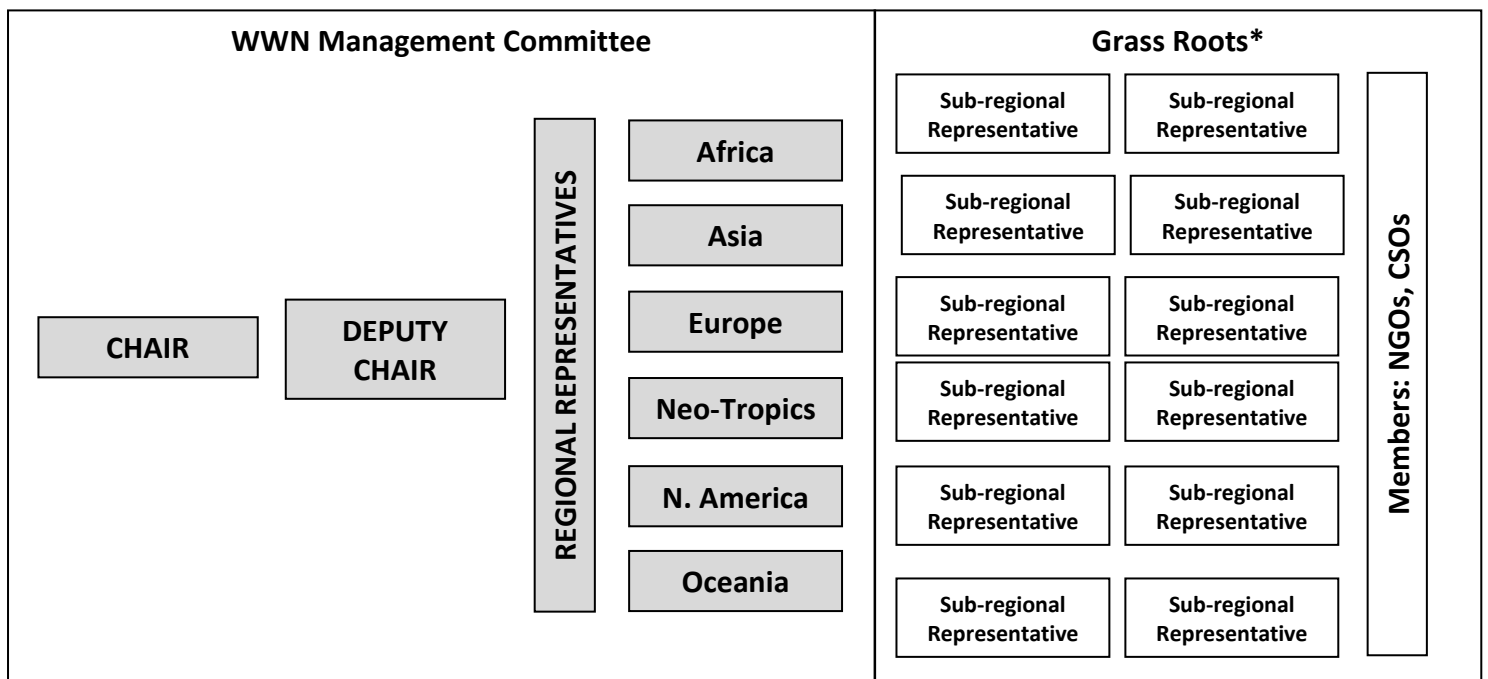 WWN Management Committee
CHAIR
DEPUTY
CHAIR
REGIONAL REPRESENTATIVES
Africa
Asia
Europe
Neo-Tropics
N. America
Oceania
Grass Roots*
Sub-regional
Representative
Sub-regional
Representative
Sub-regional
Representative
Sub-regional
Representative
Sub-regional
Representative
Sub-regional
Representative
Sub-regional
Representative
Sub-regional
Representative
Sub-regional
Representative
Sub-regional
Representative
Sub-regional
Representative
Sub-regional
Representative
Members: NGOs, CSOs